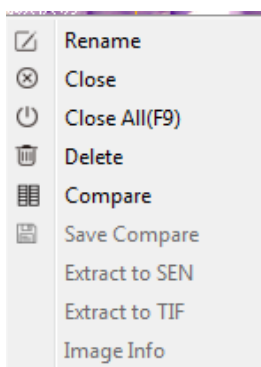 Rename
Close
Close All(F9)
Delete
Compare
Save Compare
Extract to SEN
Extract to TIF
Image Info